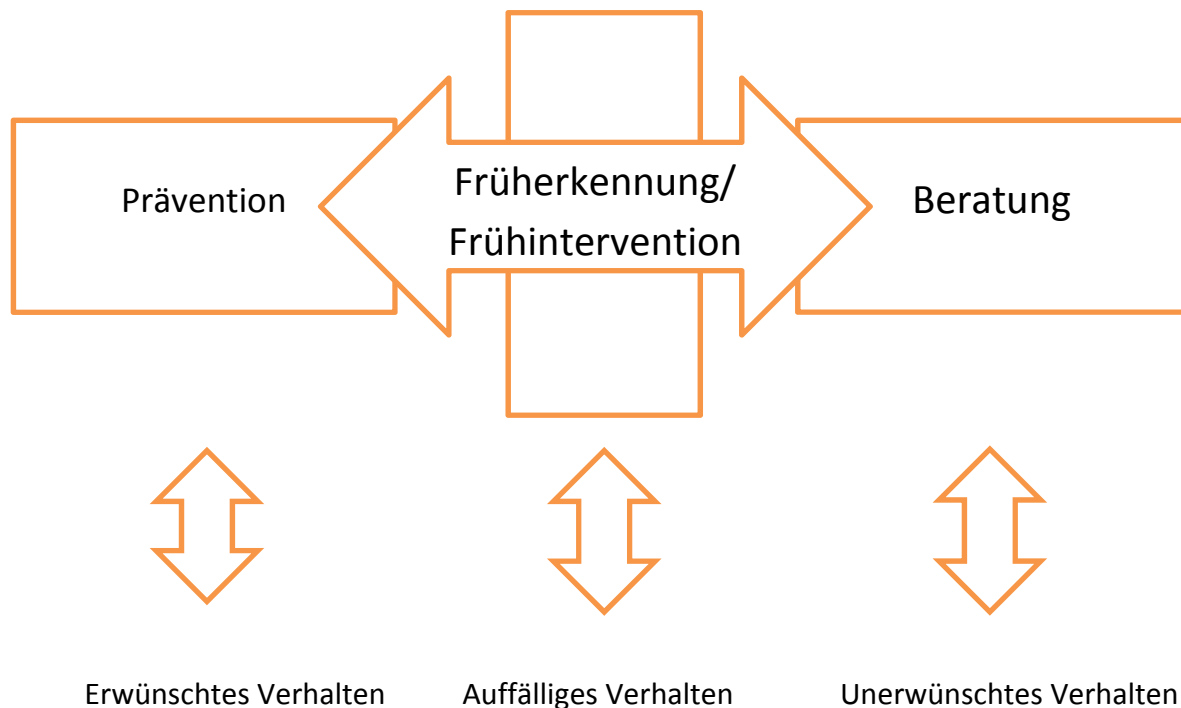 Prävention
Früherkennung/
Frühintervention
Beratung
Erwünschtes Verhalten
Auffälliges Verhalten
Unerwünschtes Verhalten